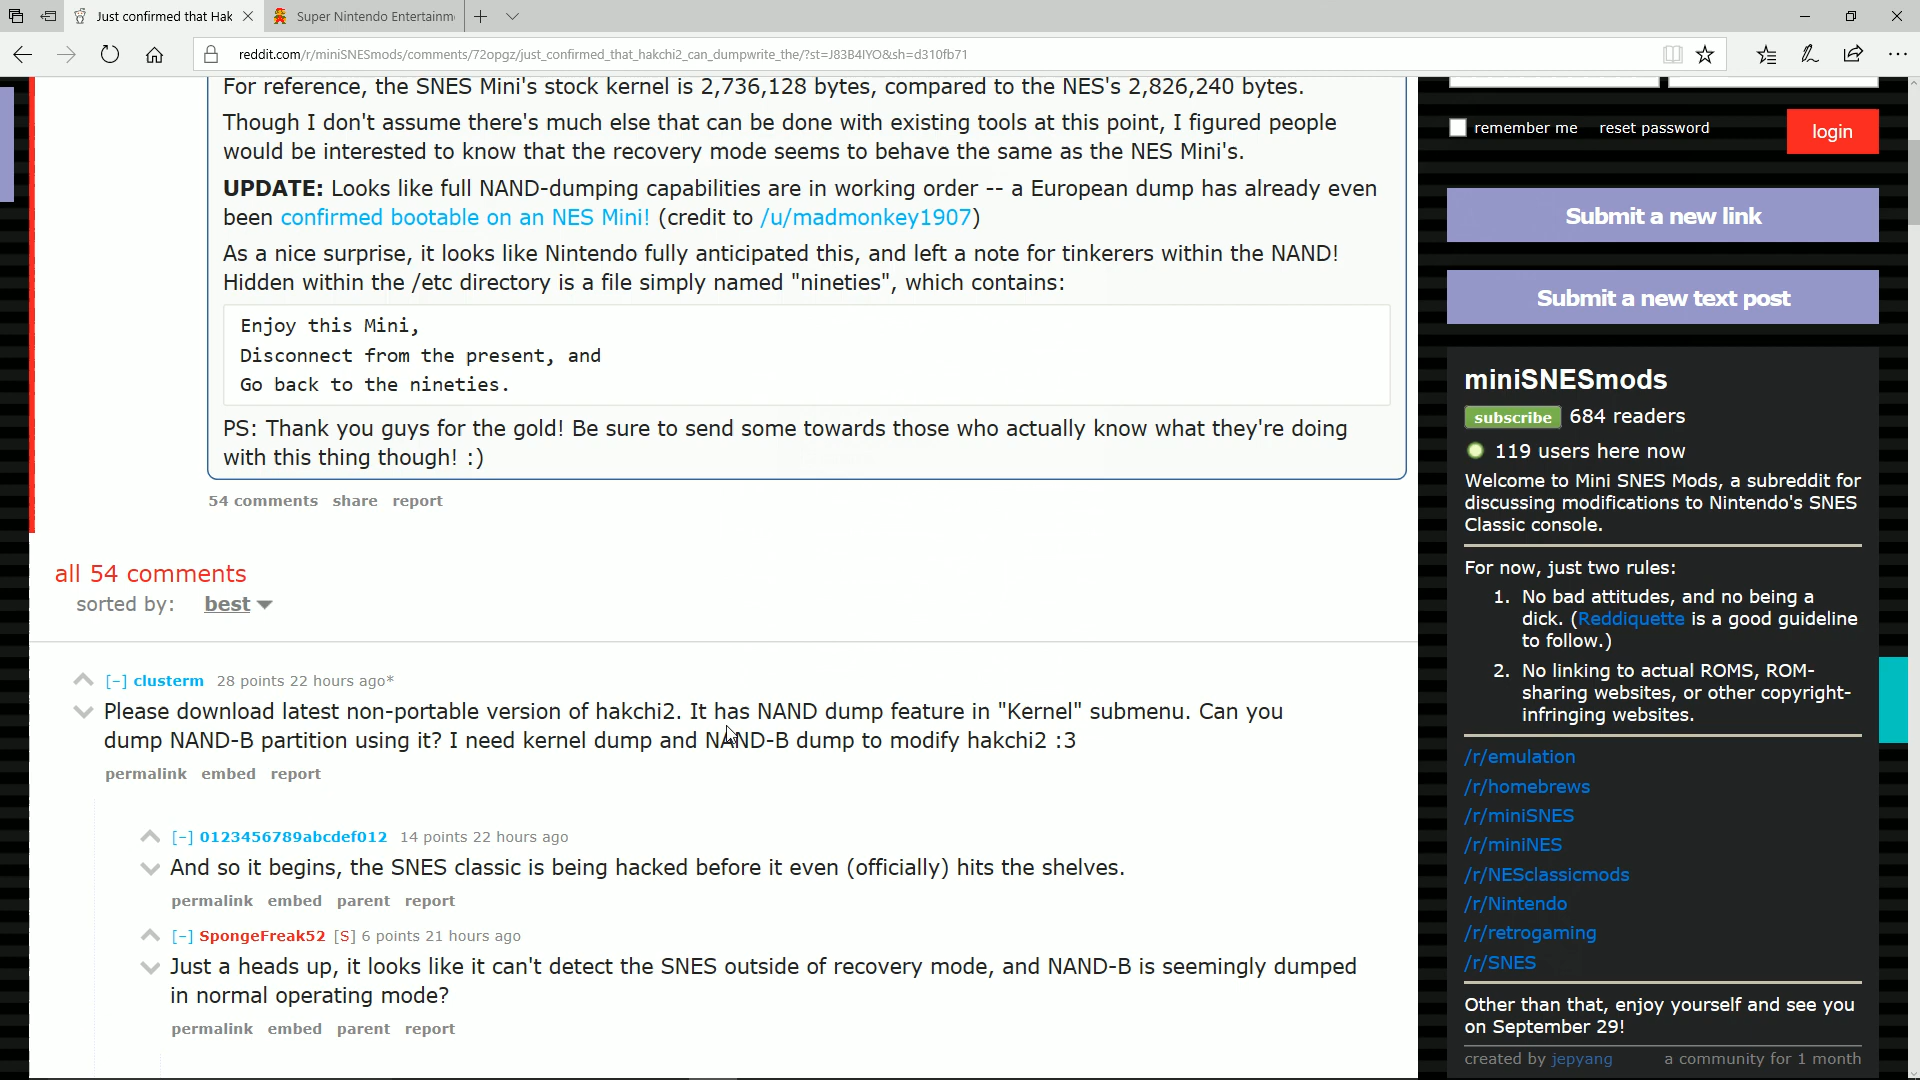 Just confirmed that Hak
Super Nintendo Entertainm
reddit.com/r/miniSNESmods/comments/72opgz/just_confirmed_that_hakchi2_can_dumpwrite_the/?st=J83B4IYO&sh=d310fb71
For reference, the SNES Mini's stock kernel is 2,736,128 bytes, compared to the NES's 2,826,240 bytes.
Though I don't assume there's much else that can be done with existing tools at this point, I figured people
would be interested to know that the recovery mode seems to behave the same as the NES Mini's.
UPDATE: Looks like full NAND-dumping capabilities are in working order -- a European dump has already even
been confirmed bootable on an NES Mini! (credit to /u/madmonkey1907)
As a nice surprise, it looks like Nintendo fully anticipated this, and left a note for tinkerers within the NAND!
Hidden within the /etc directory is a file simply named "nineties", which contains:
Enjoy this Mini,
Disconnect from the present, and
Go back to the nineties.
PS: Thank you guys for the gold! Be sure to send some towards those who actually know what they're doing
with this thing though! :)
54 comments share report
all 54 comments
sorted by: best
[-] clusterm 28 points 22 hours ago*
Please download latest non-portable version of hakchi2. It has NAND dump feature in "Kernel" submenu. Can you
dump NAND-B partition using it? I need kernel dump and NAND-B dump to modify hakchi2 :3
permalink embed report
[-] 0123456789abcdef012 14 points 22 hours ago
And so it begins, the SNES classic is being hacked before it even (officially) hits the shelves.
permalink embed parent report
[-] SpongeFreak52 [S] 6 points 21 hours ago
Just a heads up, it looks like it can't detect the SNES outside of recovery mode, and NAND-B is seemingly dumped
in normal operating mode?
permalink embed parent report
remember me reset password
login
Submit a new link
Submit a new text post
miniSNESmods
subscribe 684 readers
119 users here now
Welcome to Mini SNES Mods, a subreddit for
discussing modifications to Nintendo's SNES
Classic console.
For now, just two rules:
1. No bad attitudes, and no being a
dick. (Reddiquette is a good guideline
to follow.)
2. No linking to actual ROMS, ROM-
sharing websites, or other copyright-
infringing websites.
/r/emulation
/r/homebrews
/r/miniSNES
/r/miniNES
/r/NESclassicmods
/r/Nintendo
/r/retrogaming
/r/SNES
Other than that, enjoy yourself and see you
on September 29!
created by jepyang a community for 1 month